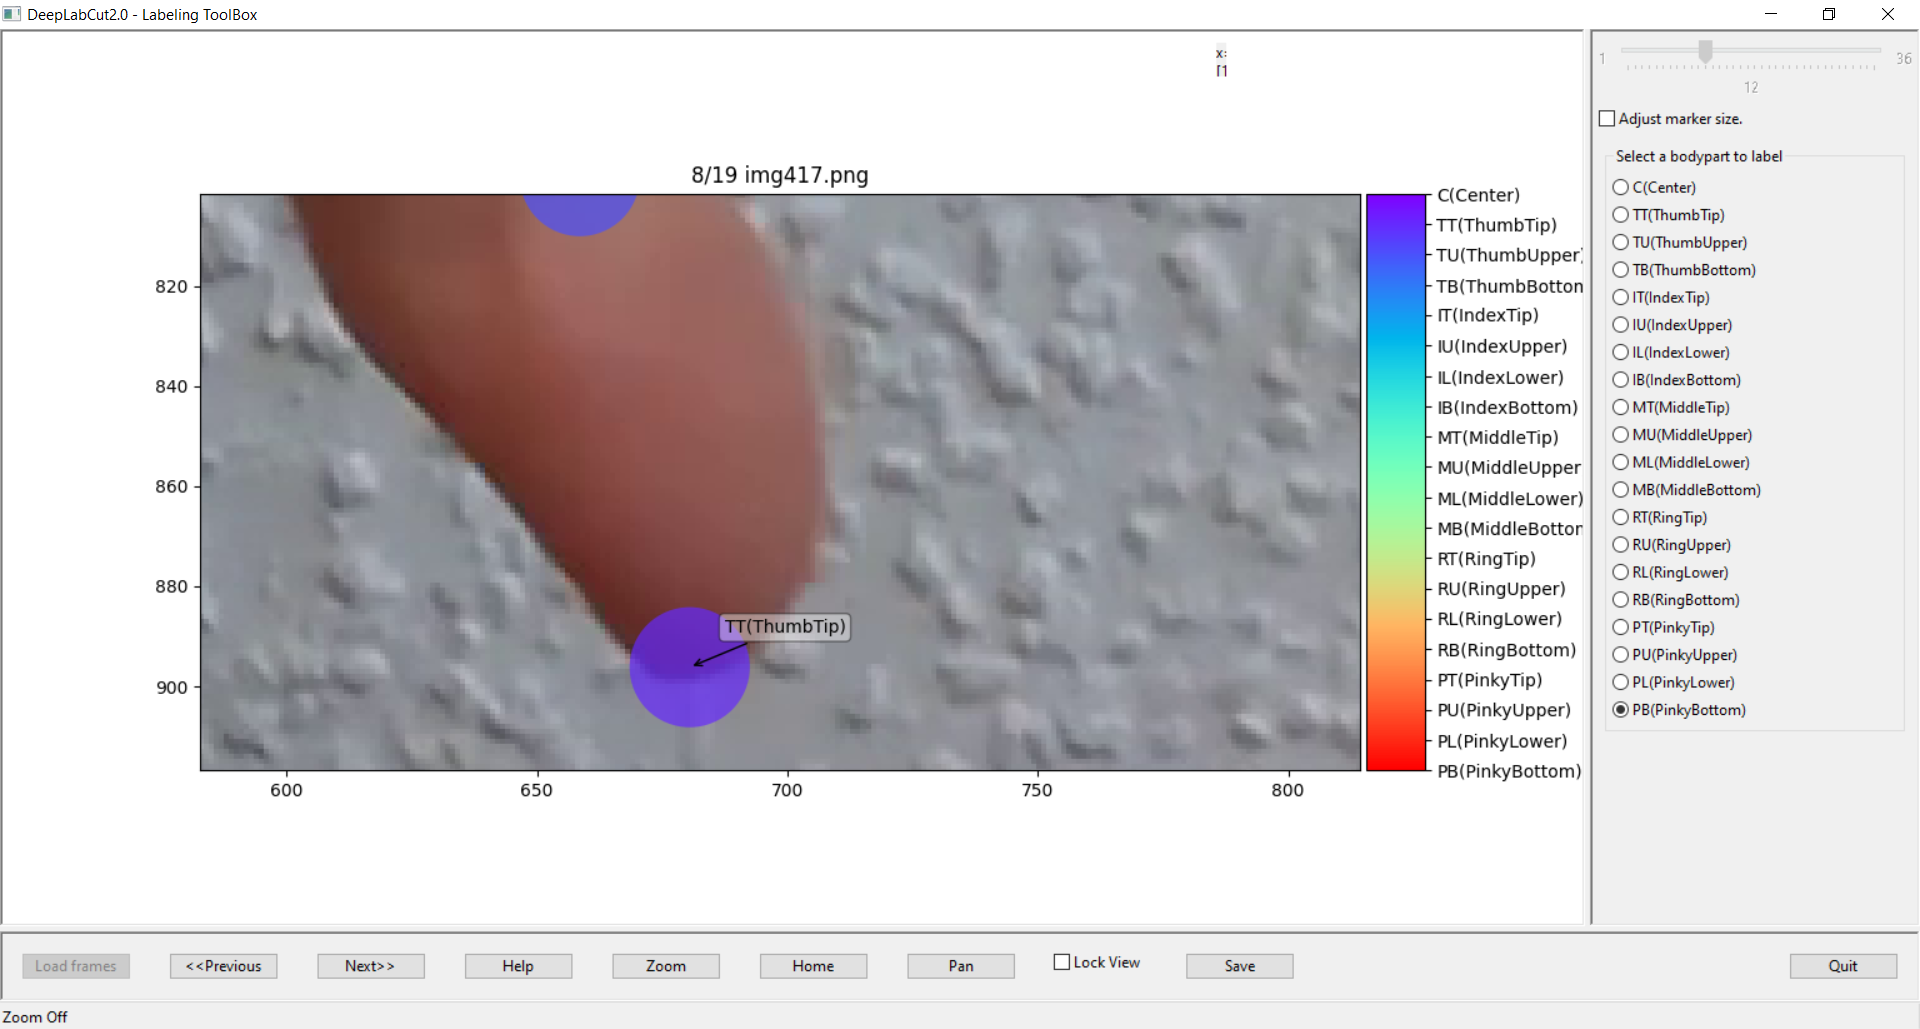 DeepLabCut2.0 - Labeling ToolBox
x:
[1
8/19 img417.png
820
840
860
880
900
600
650
700
750
800
TT(ThumbTip)
C(Center)
TT(ThumbTip)
TU(ThumbUpper)
TB(ThumbBotton
IT(IndexTip)
IU(IndexUpper)
IL(IndexLower)
IB(IndexBottom)
MT(MiddleTip)
MU(MiddleUpper
ML(MiddleLower)
MB(MiddleBottor
RT(RingTip)
RU(RingUpper)
RL(RingLower)
RB(RingBottom)
PT(PinkyTip)
PU(PinkyUpper)
PL(PinkyLower)
PB(PinkyBottom)
1
36
12
Adjust marker size.
Select a bodypart to label
C(Center)
TT(ThumbTip)
TU(ThumbUpper)
TB(ThumbBottom)
IT(IndexTip)
IU(IndexUpper)
IL(IndexLower)
IB(IndexBottom)
MT(MiddleTip)
MU(MiddleUpper)
ML(MiddleLower)
MB(MiddleBottom)
RT(RingTip)
RU(RingUpper)
RL(RingLower)
RB(RingBottom)
PT(PinkyTip)
PU(PinkyUpper)
PL(PinkyLower)
PB(PinkyBottom)
Load frames
<<Previous
Next>>
Help
Zoom
Home
Pan
Lock View
Save
Quit
Zoom Off